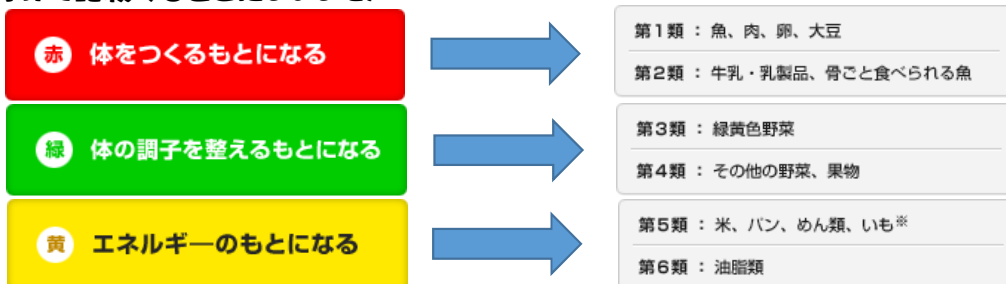 赤 体をつくるもとになる
第1類 ： 魚、肉、卵、大豆
第2類 ： 牛乳・乳製品、骨ごと食べられる魚
緑 体の調子を整えるもとになる
第3類 ： 緑黄色野菜
第4類 ： その他の野菜、果物
黄 エネルギーのもとになる
第5類 ： 米、パン、めん類、いも※
第6類 ： 油脂類